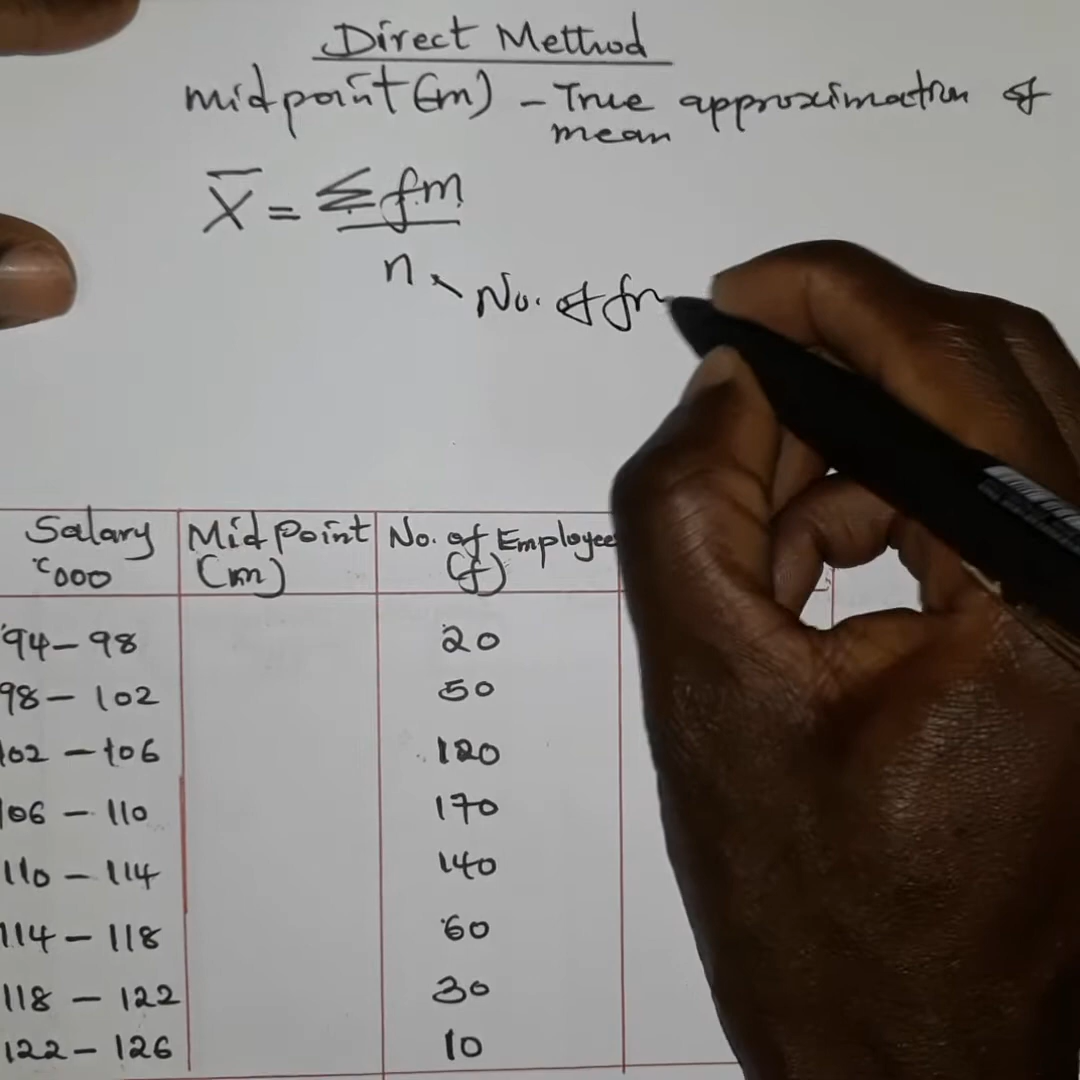 Direct Method
midpoint (m) – True approximation of
mean
X̄ = Σfm
n
No. of fr
Salary Mid Point No. of Employee
'000 (m) (f)
94 – 98 20
98 – 102 50
102 – 106 120
106 – 110 170
110 – 114 140
114 – 118 60
118 – 122 30
122 – 126 10